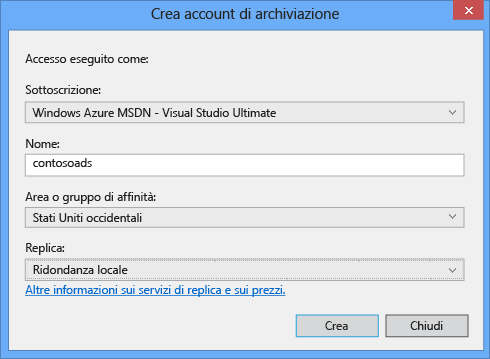 Crea account di archiviazione
Accesso eseguito come:
Sottoscrizione:
Windows Azure MSDN - Visual Studio Ultimate
Nome:
contosoads
Area o gruppo di affinità:
Stati Uniti occidentali
Replica:
Ridondanza locale
Altre informazioni sui servizi di replica e sui prezzi.
Crea
Chiudi